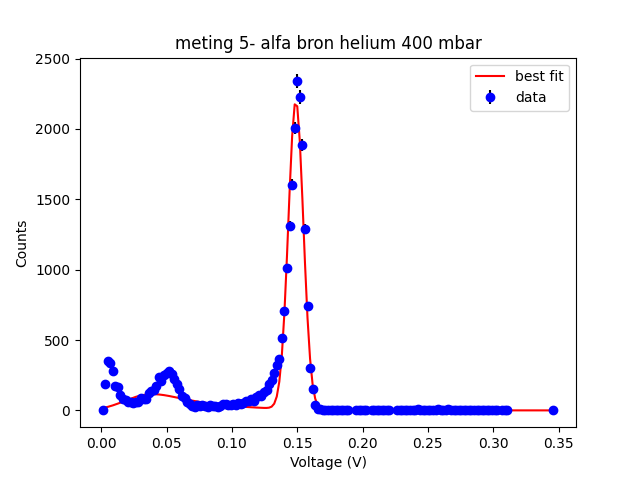 meting 5- alfa bron helium 400 mbar
best fit
data
Counts
2500
2000
1500
1000
500
0
0.00 0.05 0.10 0.15 0.20 0.25 0.30 0.35
Voltage (V)